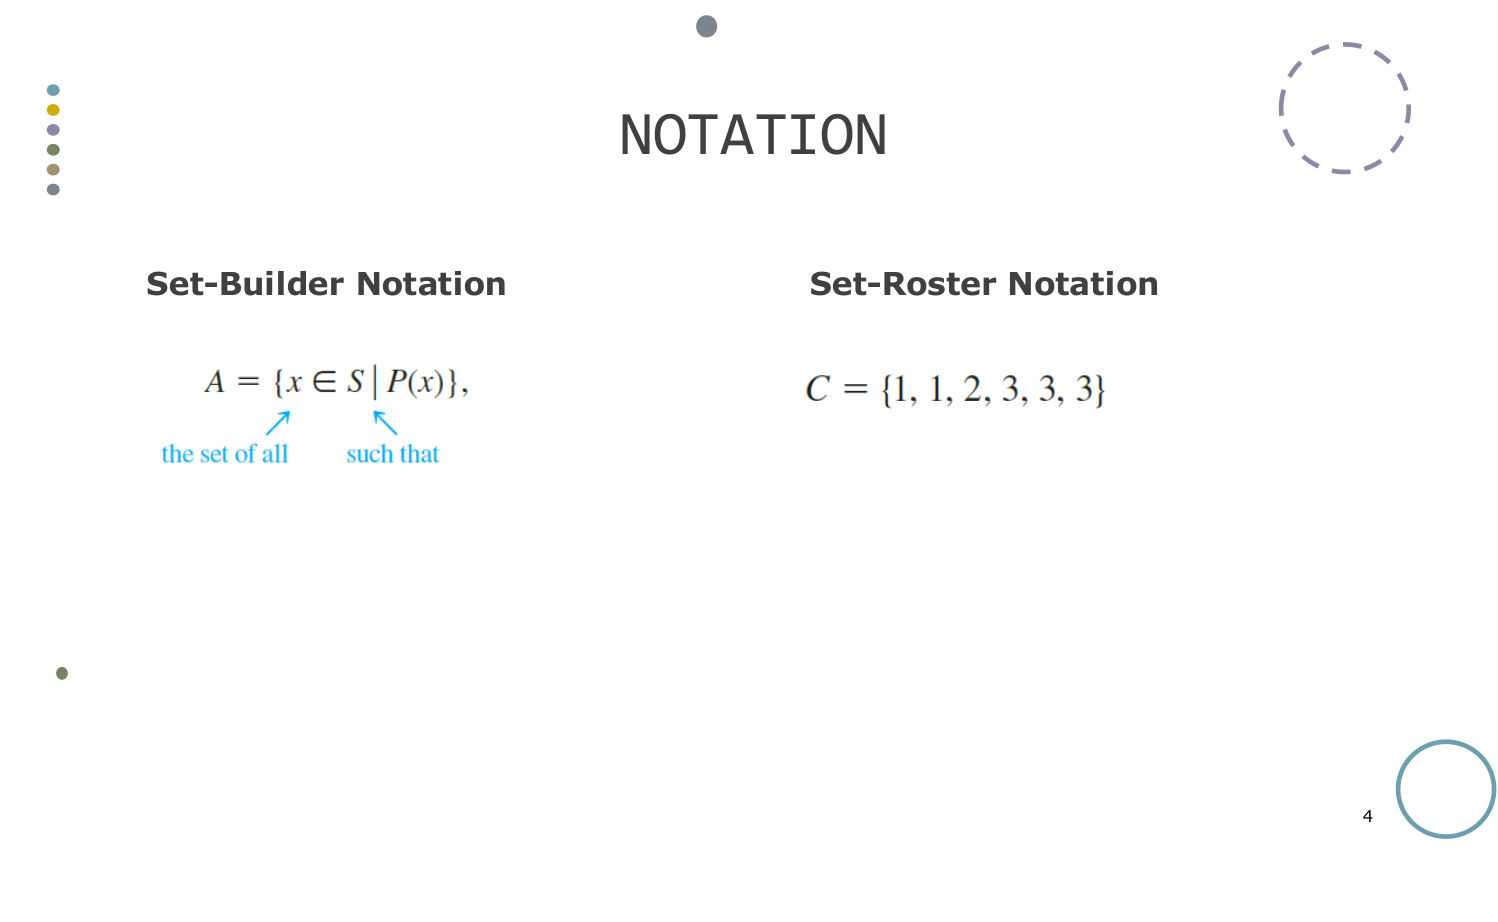 NOTATION
Set-Builder Notation
A = {x ∈ S | P(x)},
the set of all such that
Set-Roster Notation
C = {1, 1, 2, 3, 3, 3}
4